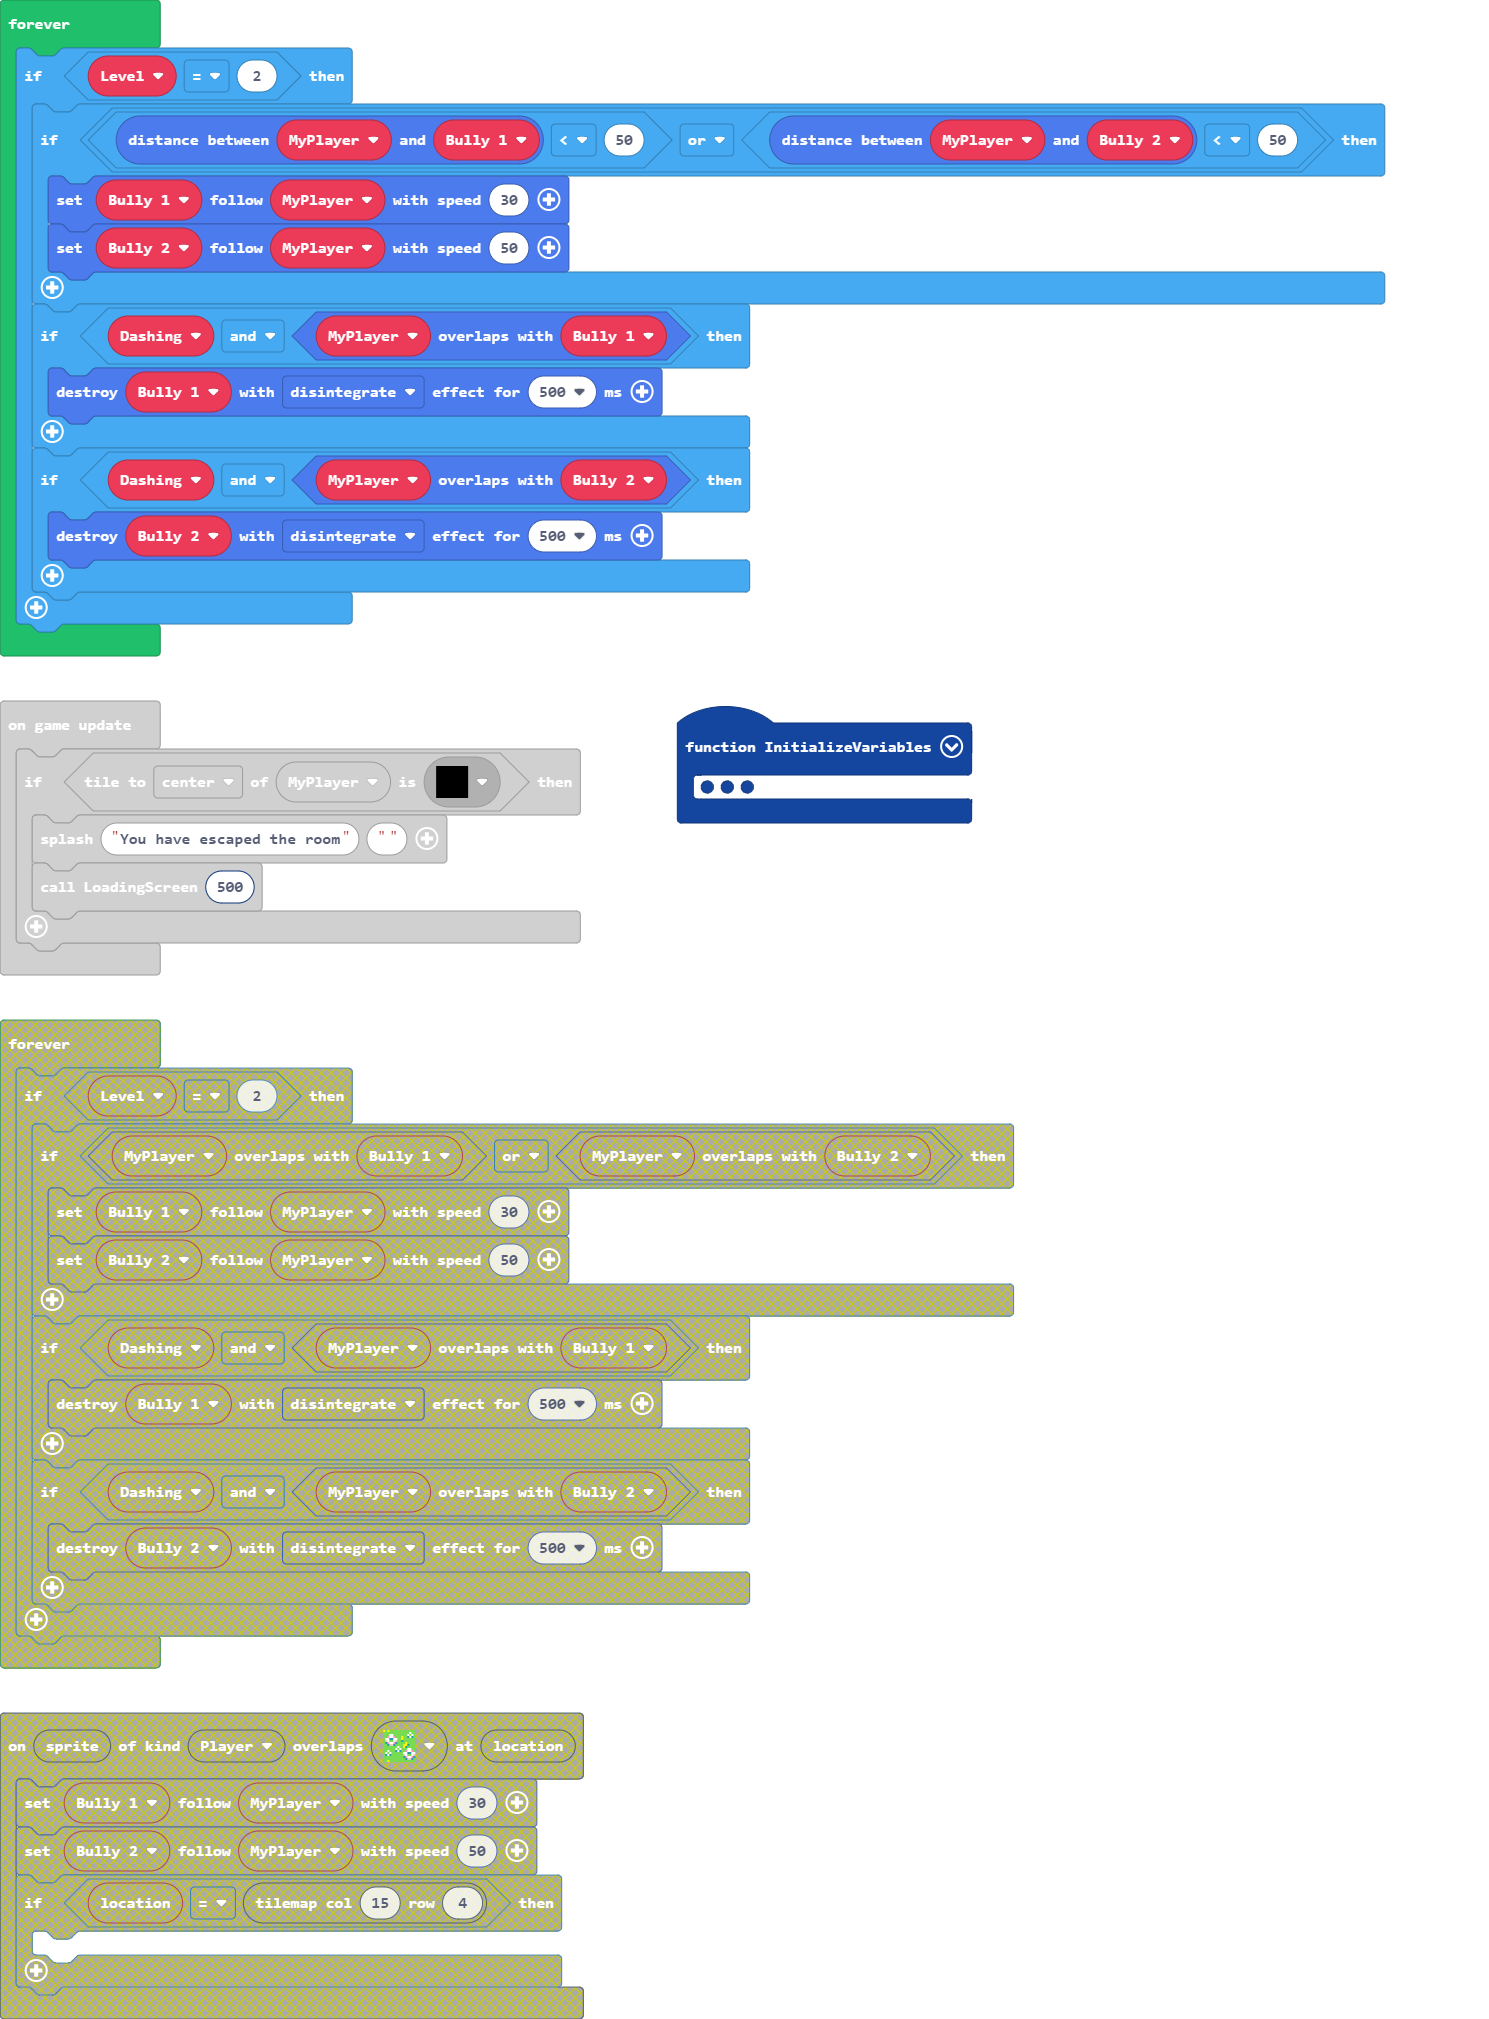 forever
if Level = 2 then
if distance between MyPlayer and Bully 1 < 50 or distance between MyPlayer and Bully 2 < 50 then
set Bully 1 follow MyPlayer with speed 30
set Bully 2 follow MyPlayer with speed 50
if Dashing and MyPlayer overlaps with Bully 1 then
destroy Bully 1 with disintegrate effect for 500 ms
if Dashing and MyPlayer overlaps with Bully 2 then
destroy Bully 2 with disintegrate effect for 500 ms
on game update
if tile to center of MyPlayer is then
splash "You have escaped the room" " "
call LoadingScreen 500
function InitializeVariables
forever
if Level = 2 then
if MyPlayer overlaps with Bully 1 or MyPlayer overlaps with Bully 2 then
set Bully 1 follow MyPlayer with speed 30
set Bully 2 follow MyPlayer with speed 50
if Dashing and MyPlayer overlaps with Bully 1 then
destroy Bully 1 with disintegrate effect for 500 ms
if Dashing and MyPlayer overlaps with Bully 2 then
destroy Bully 2 with disintegrate effect for 500 ms
on sprite of kind Player overlaps at location
set Bully 1 follow MyPlayer with speed 30
set Bully 2 follow MyPlayer with speed 50
if location = tilemap col 15 row 4 then